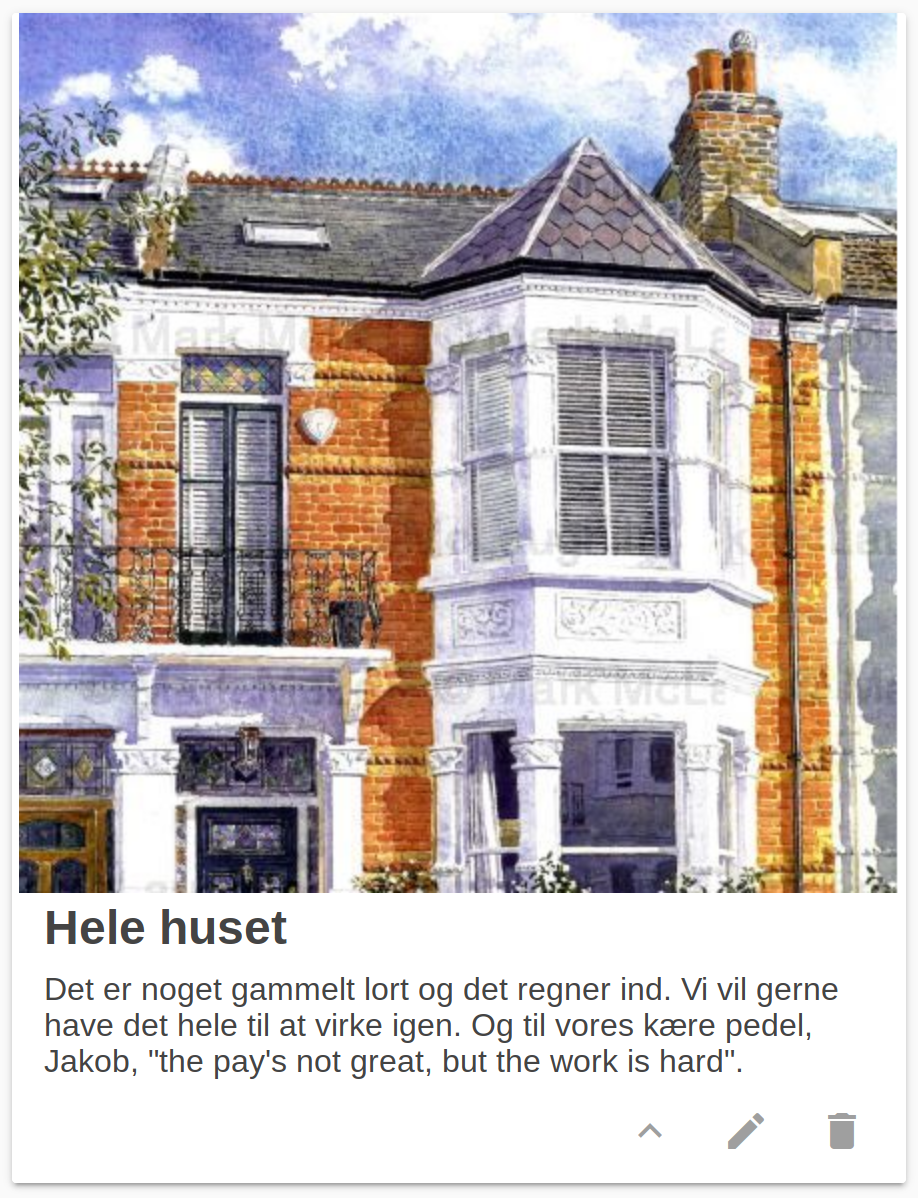 Mark Mc
© Mark McLa
Hele huset
Det er noget gammelt lort og det regner ind. Vi vil gerne
have det hele til at virke igen. Og til vores kære pedel,
Jakob, "the pay's not great, but the work is hard".